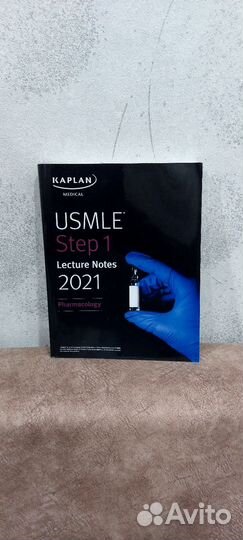 KAPLAN
MEDICAL
USMLE
Step 1
Lecture Notes
2021
Pharmacology
Avito